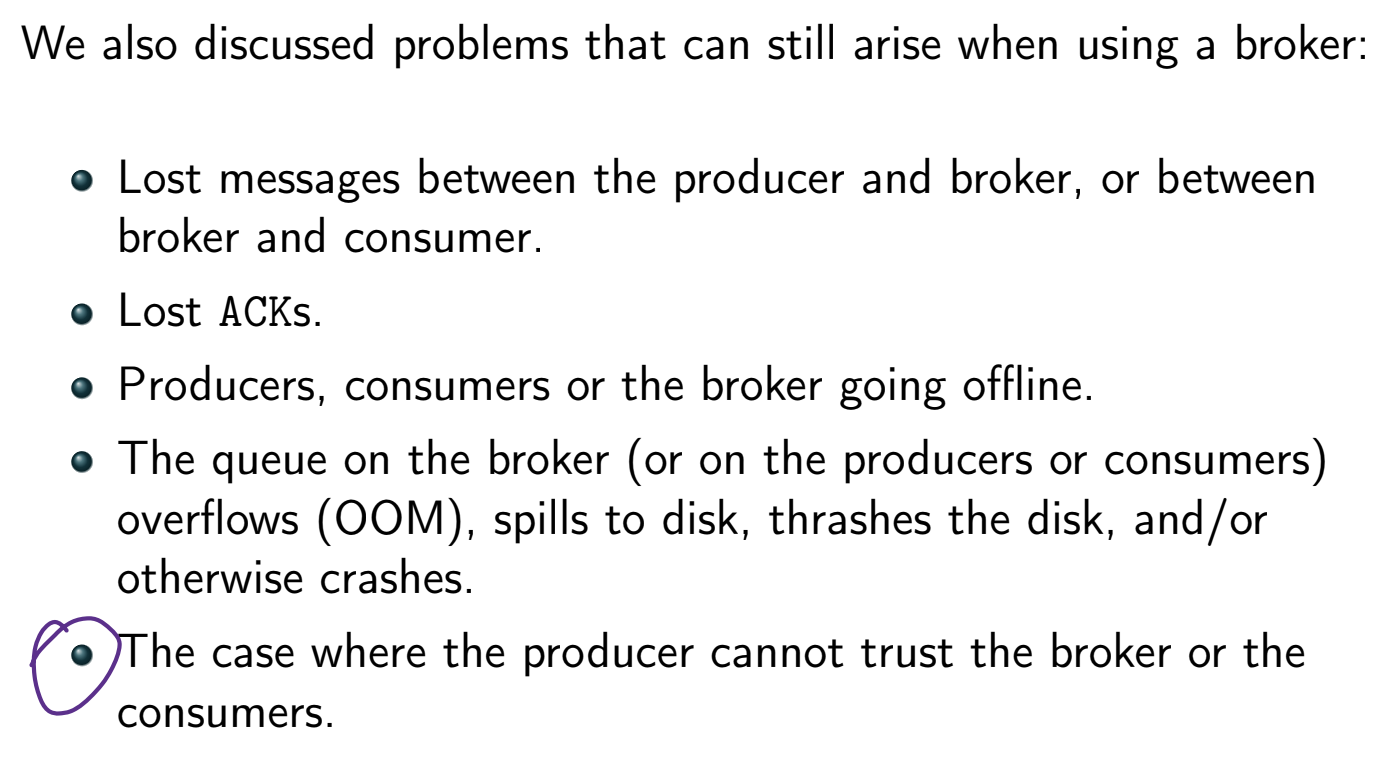 We also discussed problems that can still arise when using a broker:
Lost messages between the producer and broker, or between
broker and consumer.
Lost ACKs.
Producers, consumers or the broker going offline.
The queue on the broker (or on the producers or consumers)
overflows (OOM), spills to disk, thrashes the disk, and/or
otherwise crashes.
The case where the producer cannot trust the broker or the
consumers.